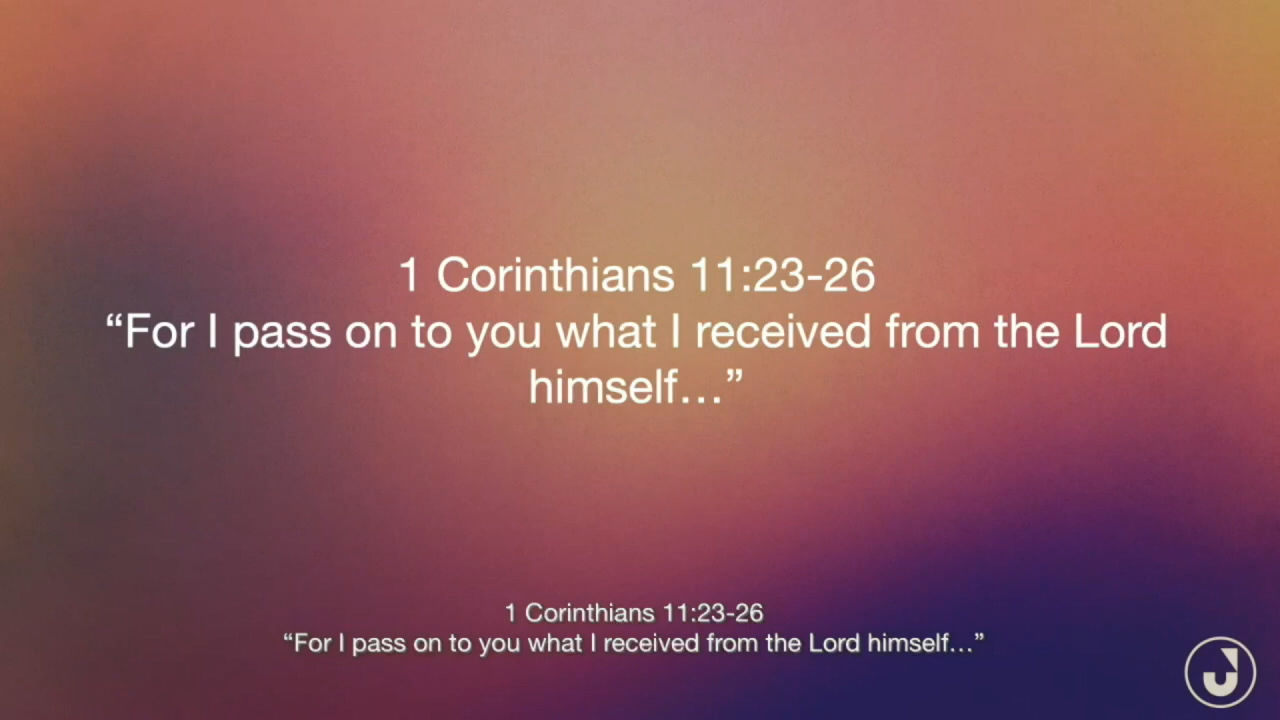 1 Corinthians 11:23-26
“For I pass on to you what I received from the Lord
himself…”
1 Corinthians 11:23-26
“For I pass on to you what I received from the Lord himself…”